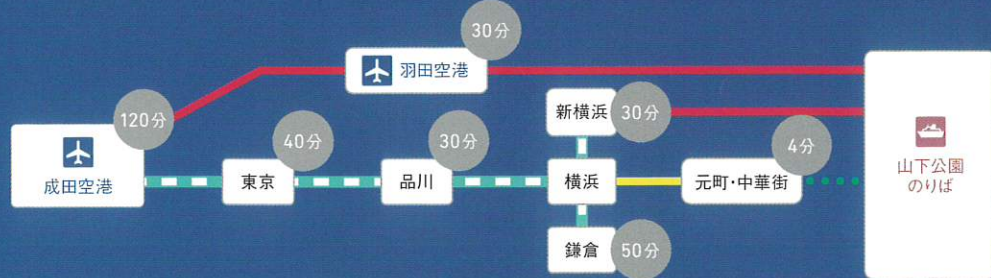 30分
羽田空港
120分
新横浜
30分
成田空港
40分
東京
30分
品川
横浜
4分
元町・中華街
山下公園
のりば
鎌倉
50分